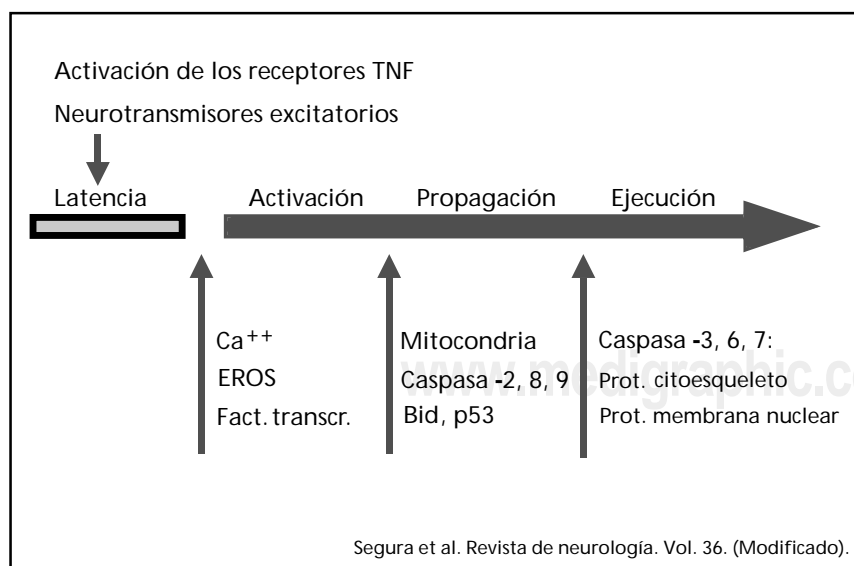 Activación de los receptores TNF
Neurotransmisores excitatorios
Latencia Activación Propagación Ejecución
Ca++ Mitocondria Caspasa -3, 6, 7:
EROS Caspasa -2, 8, 9 Prot. citoesqueleto
Fact. transcr. Bid, p53 Prot. membrana nuclear
www.medigraphic.c
Segura et al. Revista de neurología. Vol. 36. (Modificado).